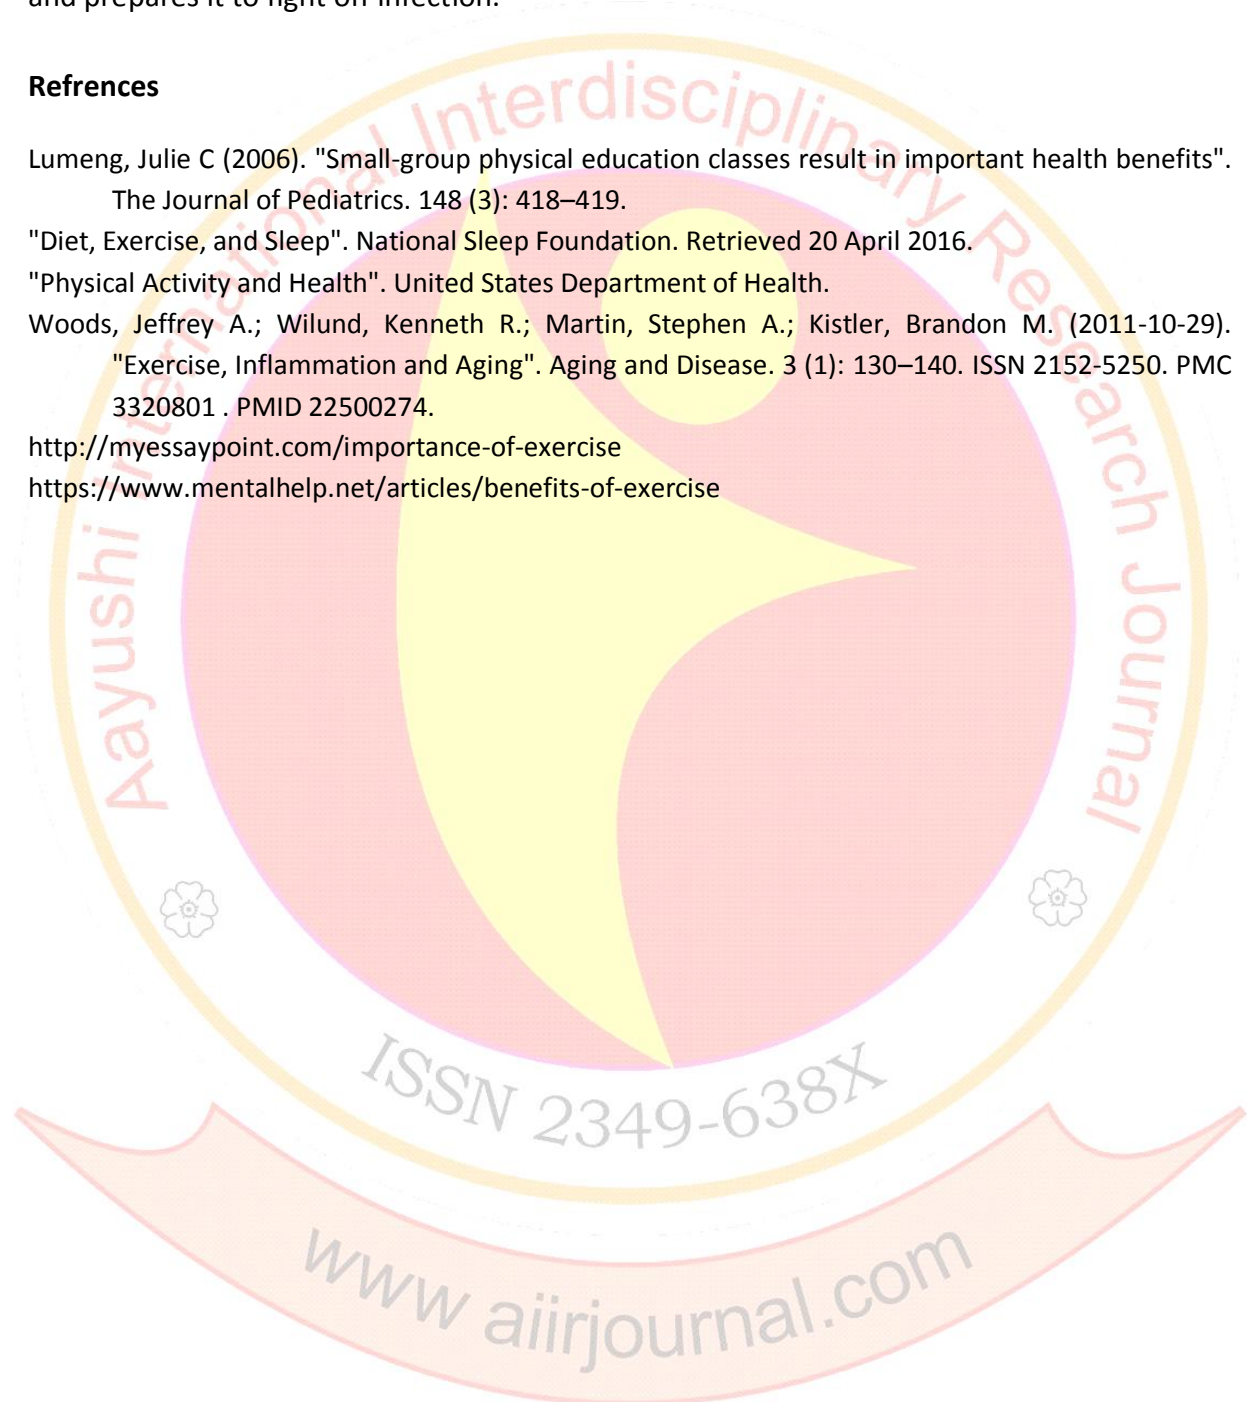 and prepares it to fight off infection.
Refrences
Lumeng, Julie C (2006). "Small-group physical education classes result in important health benefits".
The Journal of Pediatrics. 148 (3): 418–419.
"Diet, Exercise, and Sleep". National Sleep Foundation. Retrieved 20 April 2016.
"Physical Activity and Health". United States Department of Health.
Woods, Jeffrey A.; Wilund, Kenneth R.; Martin, Stephen A.; Kistler, Brandon M. (2011-10-29).
"Exercise, Inflammation and Aging". Aging and Disease. 3 (1): 130–140. ISSN 2152-5250. PMC
3320801 . PMID 22500274.
http://myessaypoint.com/importance-of-exercise
https://www.mentalhelp.net/articles/benefits-of-exercise
Aayushi International Interdisciplinary Research Journal
ISSN 2349-638X
www aiirjournal.com